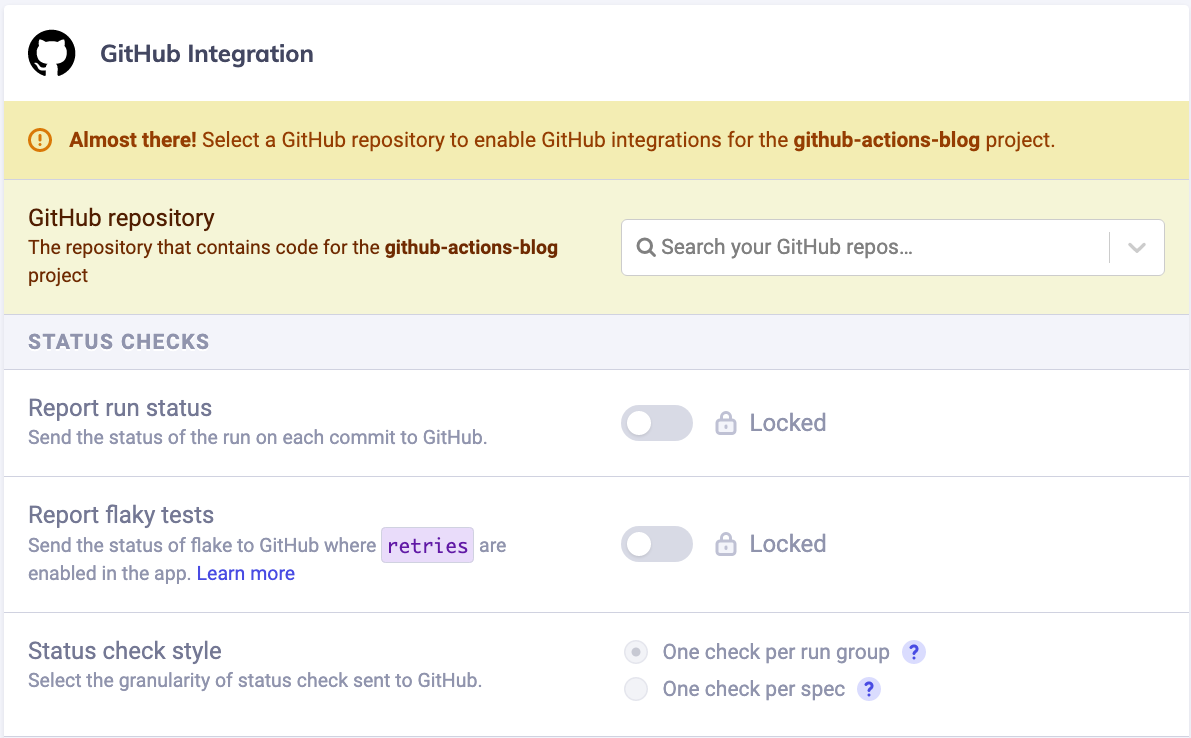 GitHub Integration
Almost there! Select a GitHub repository to enable GitHub integrations for the github-actions-blog project.
GitHub repository
The repository that contains code for the github-actions-blog
project
Search your GitHub repos...
STATUS CHECKS
Report run status
Send the status of the run on each commit to GitHub.
Locked
Report flaky tests
Send the status of flake to GitHub where retries are
enabled in the app. Learn more
Locked
Status check style
Select the granularity of status check sent to GitHub.
One check per run group ?
One check per spec ?